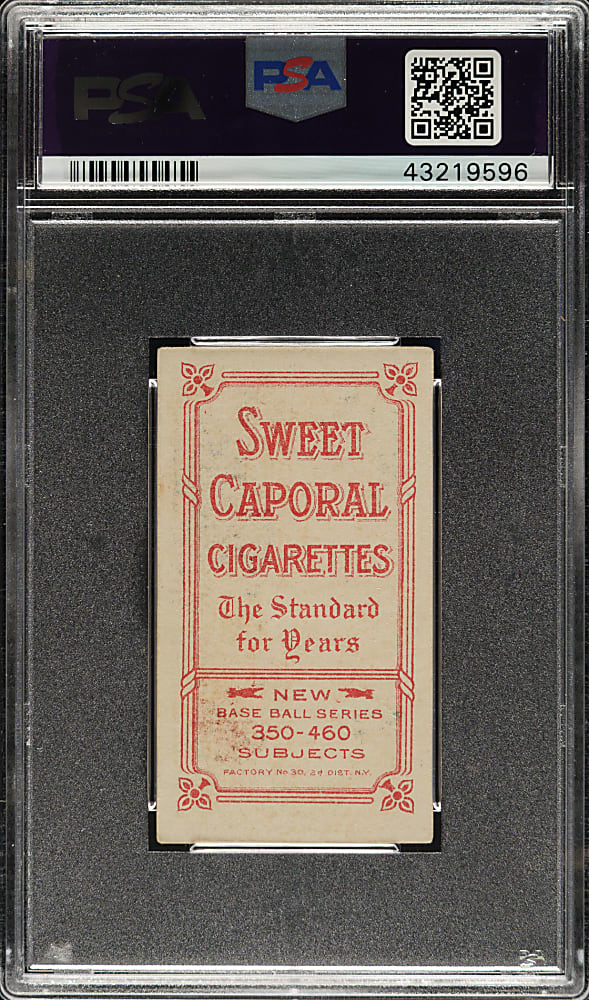 PSA
PSA
43219596
SWEET
CAPORAL
CIGARETTES
The Standard
for Years
NEW
BASE BALL SERIES
350-460
SUBJECTS
FACTORY No 30, 2d DIST. N.Y.